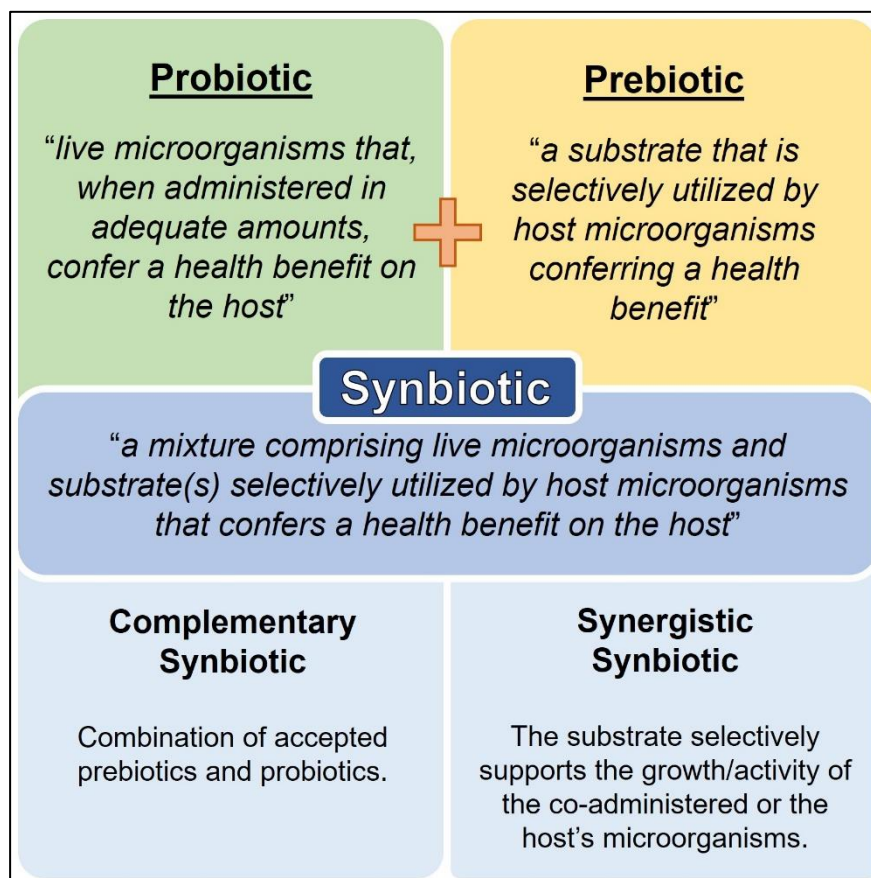 Probiotic
“live microorganisms that,
when administered in
adequate amounts,
confer a health benefit on
the host”
Prebiotic
“a substrate that is
selectively utilized by
host microorganisms
conferring a health
benefit”
Synbiotic
“a mixture comprising live microorganisms and
substrate(s) selectively utilized by host microorganisms
that confers a health benefit on the host”
Complementary
Synbiotic
Combination of accepted
prebiotics and probiotics.
Synergistic
Synbiotic
The substrate selectively
supports the growth/activity of
the co-administered or the
host’s microorganisms.